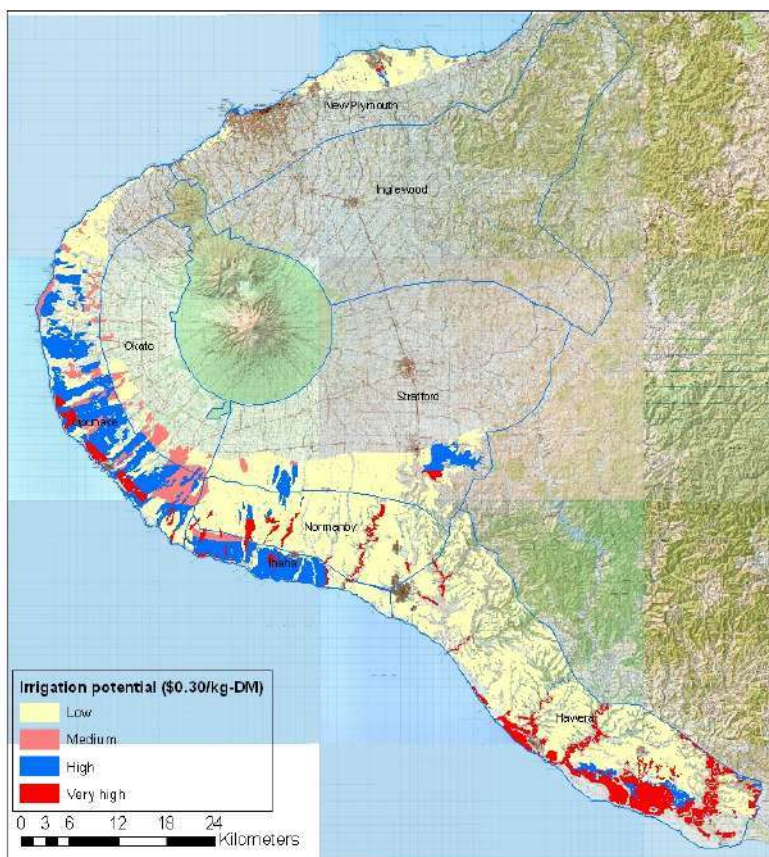 New Plymouth
Inglewood
Okato
Stratford
Opunake
Normanby
Ihaia
Hawera
Irrigation potential ($0.30/kg-DM)
Low
Medium
High
Very high
0 3 6 12 18 24
Kilometers